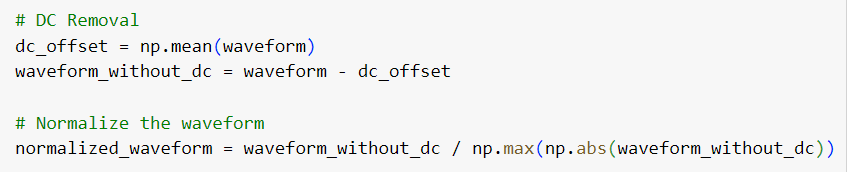 # DC Removal
dc_offset = np.mean(waveform)
waveform_without_dc = waveform - dc_offset
# Normalize the waveform
normalized_waveform = waveform_without_dc / np.max(np.abs(waveform_without_dc))